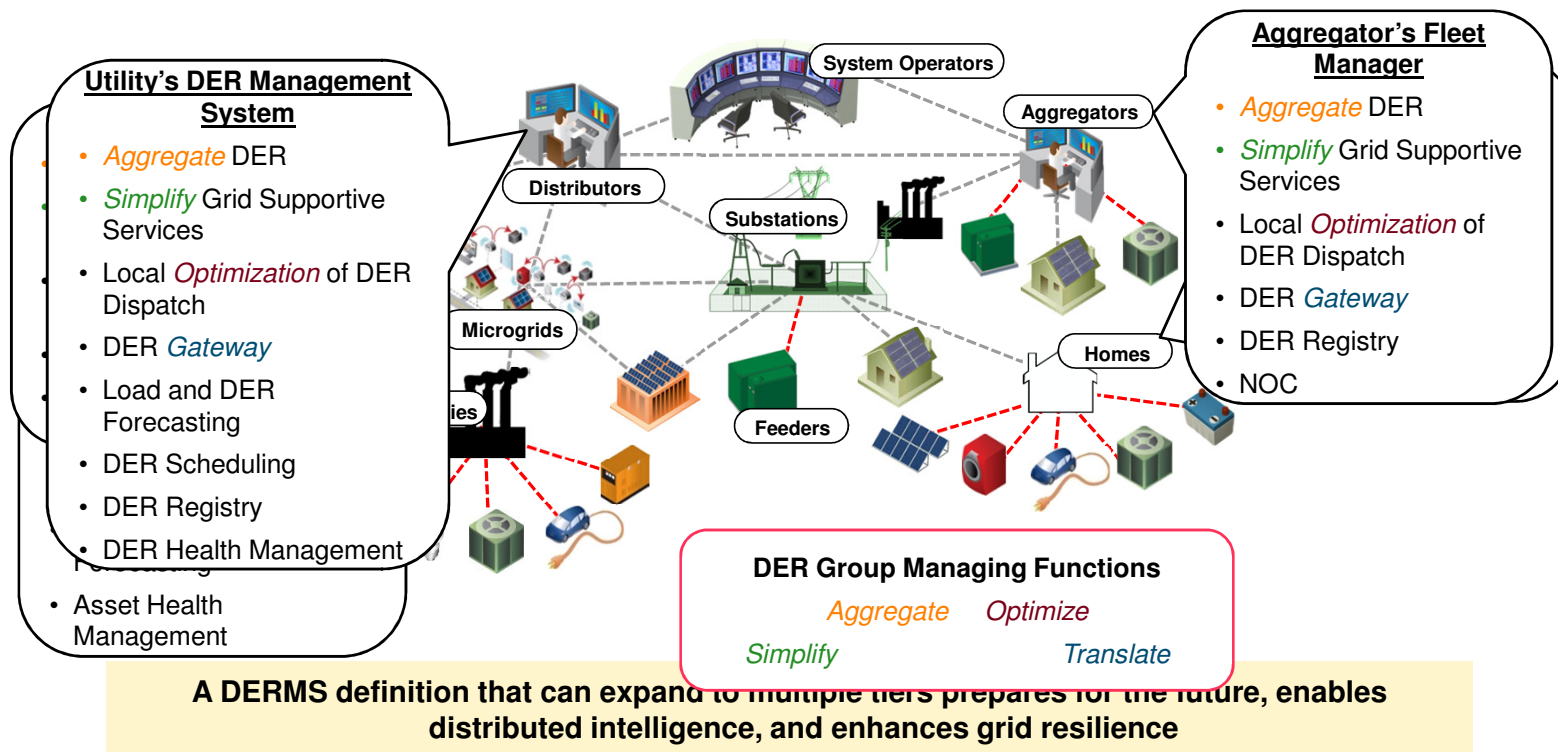 Utility's DER Management
System
• Aggregate DER
• Simplify Grid Supportive
Services
• Local Optimization of DER
Dispatch
• DER Gateway
• Load and DER
Forecasting
• DER Scheduling
• DER Registry
• DER Health Management
Forecasting
• Asset Health
Management
System Operators
Aggregators
Distributors
Substations
Microgrids
Homes
ies
Feeders
Aggregator's Fleet
Manager
• Aggregate DER
• Simplify Grid Supportive
Services
• Local Optimization of
DER Dispatch
• DER Gateway
• DER Registry
• NOC
DER Group Managing Functions
Aggregate Optimize
Simplify Translate
A DERMS definition that can expand to multiple tiers prepares for the future, enables
distributed intelligence, and enhances grid resilience